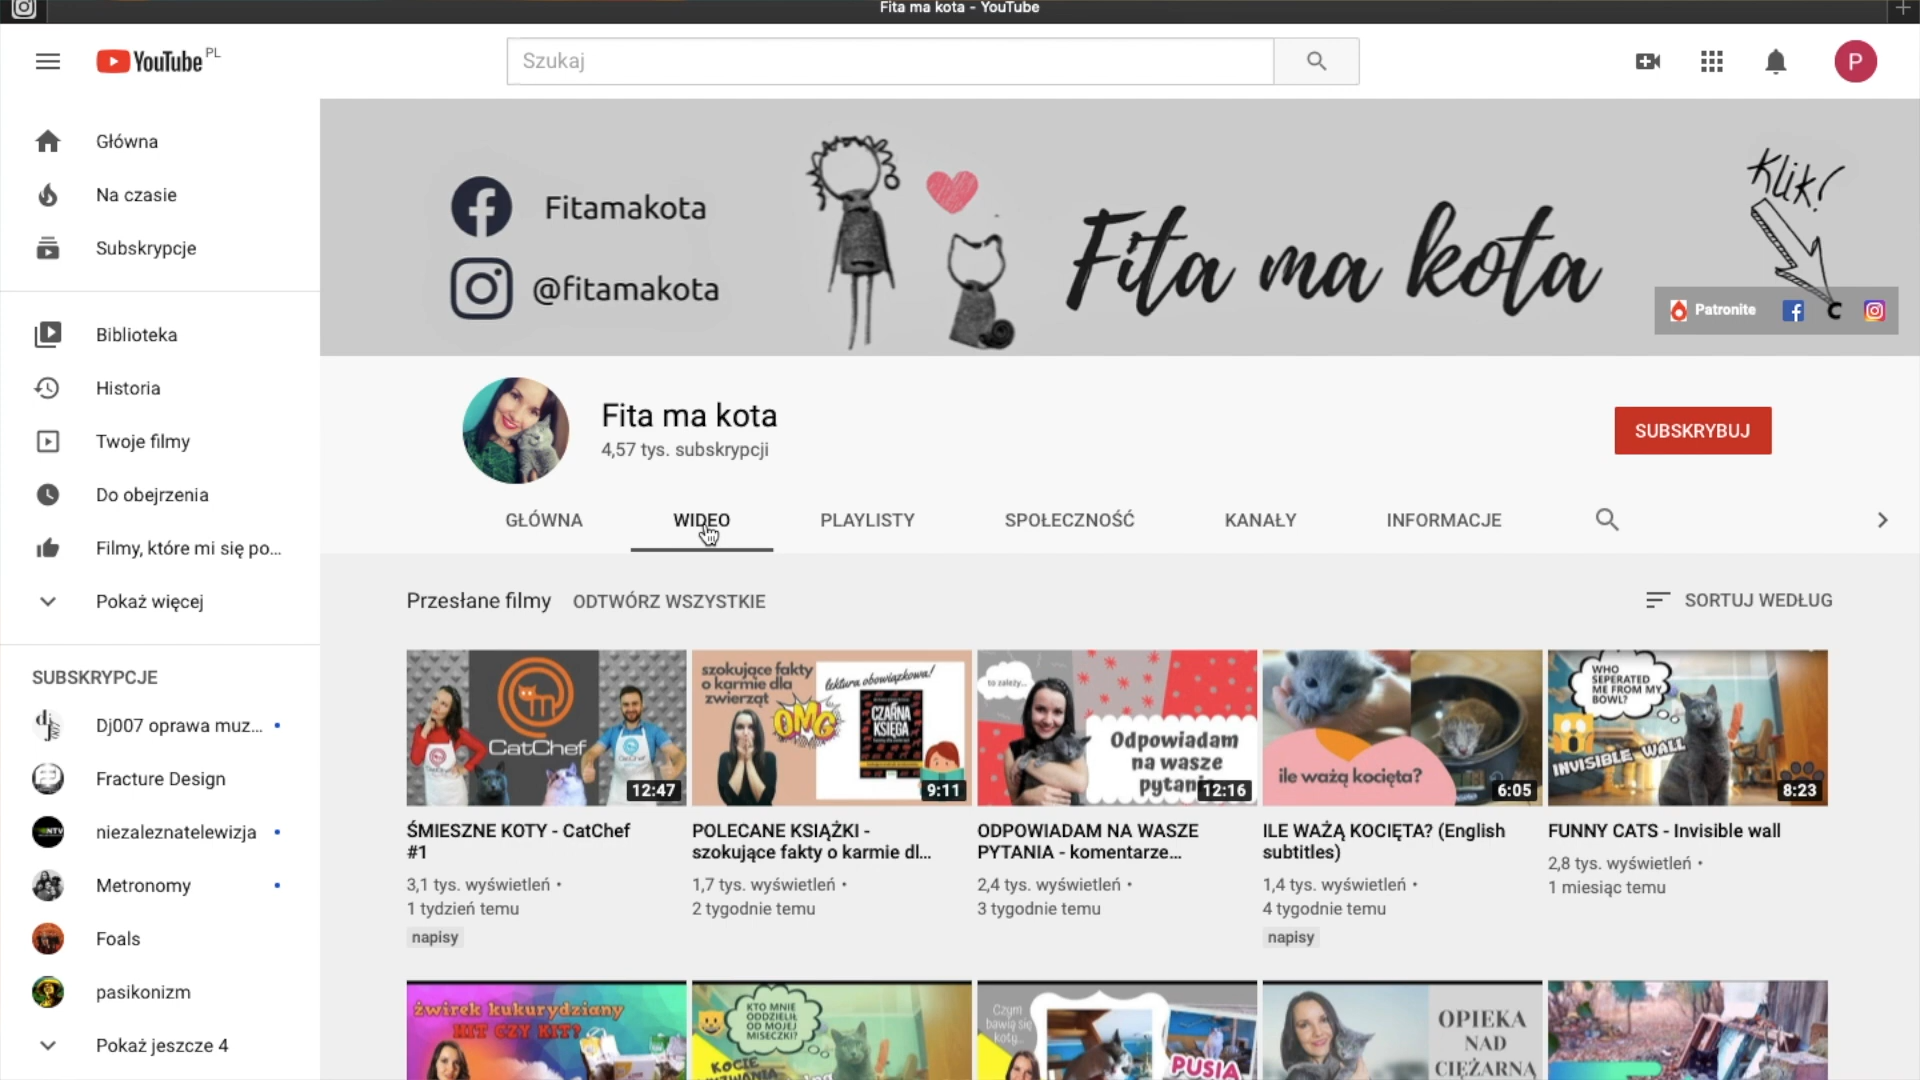 Fita ma kota - YouTube
YouTube PL
Szukaj
P
Główna
Na czasie
Subskrypcje
Biblioteka
Historia
Twoje filmy
Do obejrzenia
Filmy, które mi się po...
Pokaż więcej
SUBSKRYPCJE
Dj007 oprawa muz...
Fracture Design
niezaleznatelewizja
Metronomy
Foals
pasikonizm
Pokaż jeszcze 4
Fitamakota
@fitamakota
Fita ma kota
Klik!
Patronite
Fita ma kota
4,57 tys. subskrypcji
SUBSKRYBUJ
GŁÓWNA
WIDEO
PLAYLISTY
SPOŁECZNOŚĆ
KANAŁY
INFORMACJE
Przesłane filmy
ODTWÓRZ WSZYSTKIE
SORTUJ WEDŁUG
CatChef
12:47
ŚMIESZNE KOTY - CatChef
#1
3,1 tys. wyświetleń •
1 tydzień temu
napisy
szokujące fakty
o karmie dla
zwierząt
lektura obowiązkowa!
OMG
CZARNA
KSIĘGA
9:11
POLECANE KSIĄŻKI -
szokujące fakty o karmie dl...
1,7 tys. wyświetleń •
2 tygodnie temu
to zależy...
Odpowiadam
na wasze
pytani
12:16
ODPOWIADAM NA WASZE
PYTANIA - komentarze...
2,4 tys. wyświetleń •
3 tygodnie temu
ile ważą kocięta?
6:05
ILE WAŻĄ KOCIĘTA? (English
subtitles)
1,4 tys. wyświetleń •
4 tygodnie temu
napisy
WHO
SEPERATED
ME FROM MY
BOWL?
INVISIBLE WALL
8:23
FUNNY CATS - Invisible wall
2,8 tys. wyświetleń •
1 miesiąc temu
żwirek kukurydziany
HIT CZY KIT?
KTO MNIE
ODDZIELIŁ
OD MOJEJ
MISECZKI?
KOCIE
Czym
bawią się
koty...
PUSIA
OPIEKA
NAD
CIĘŻARNĄ